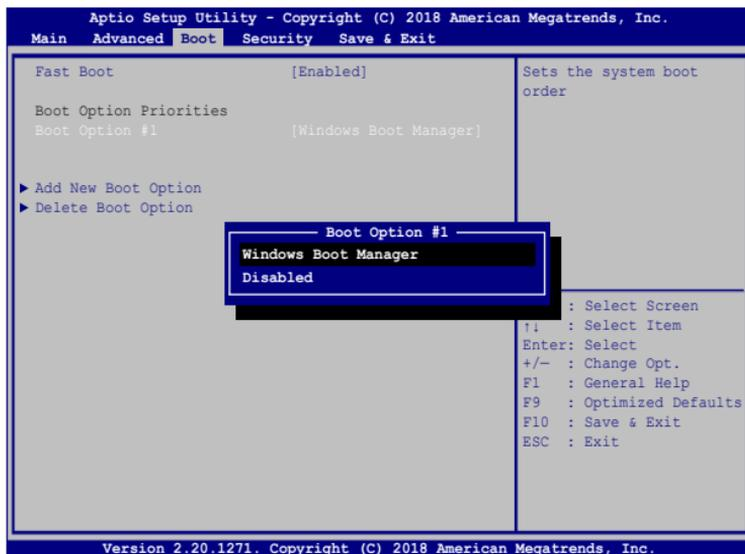 Aptio Setup Utility - Copyright (C) 2018 American Megatrends, Inc.
Main Advanced Boot Security Save & Exit
Fast Boot [Enabled]
Boot Option Priorities
Boot Option #1 [Windows Boot Manager]
▶ Add New Boot Option
▶ Delete Boot Option
Sets the system boot
order
Boot Option #1
Windows Boot Manager
Disabled
: Select Screen
↑↓ : Select Item
Enter: Select
+/− : Change Opt.
F1 : General Help
F9 : Optimized Defaults
F10 : Save & Exit
ESC : Exit
Version 2.20.1271. Copyright (C) 2018 American Megatrends, Inc.